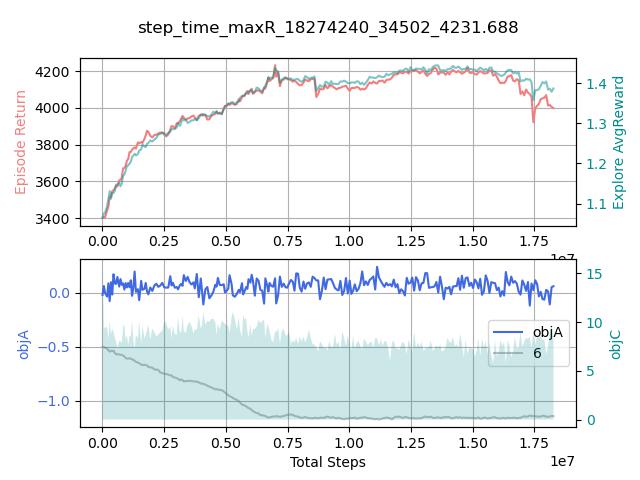 step_time_maxR_18274240_34502_4231.688
4200
4000
3800
3600
3400
Episode Return
1.4
1.3
1.2
1.1
Explore AvgReward
0.00 0.25 0.50 0.75 1.00 1.25 1.50 1.75
1e7
0.0
−0.5
−1.0
objA
15
10
5
0
objC
objA
6
0.00 0.25 0.50 0.75 1.00 1.25 1.50 1.75
Total Steps
1e7